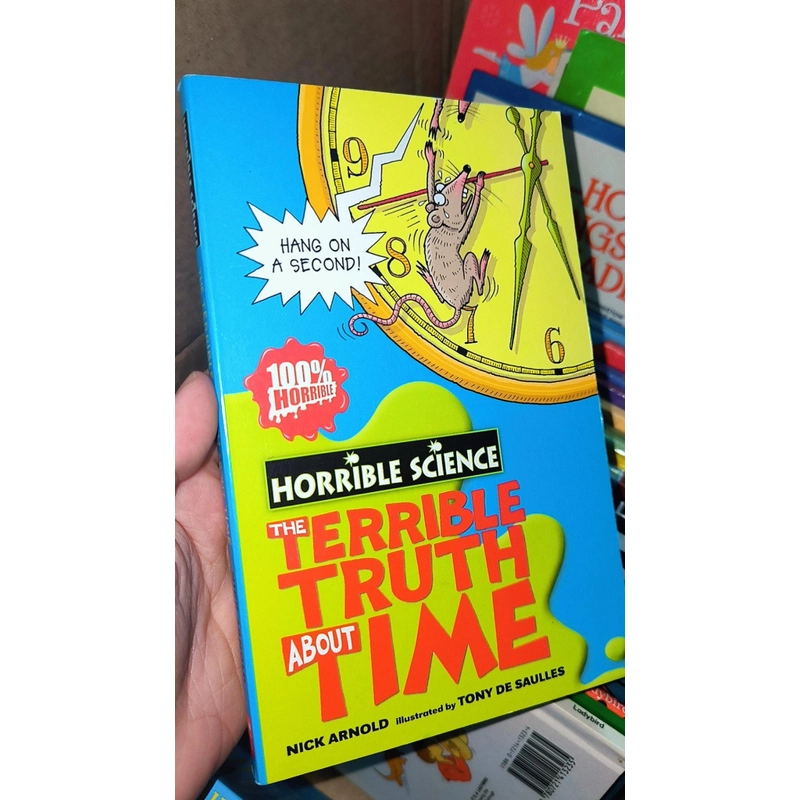 HANG ON
A SECOND!
9
8
7
6
100%
HORRIBLE
HORRIBLE SCIENCE
THE
TERRIBLE
TRUTH
ABOUT
TIME
NICK ARNOLD illustrated by TONY DE SAULLES
Ladybird